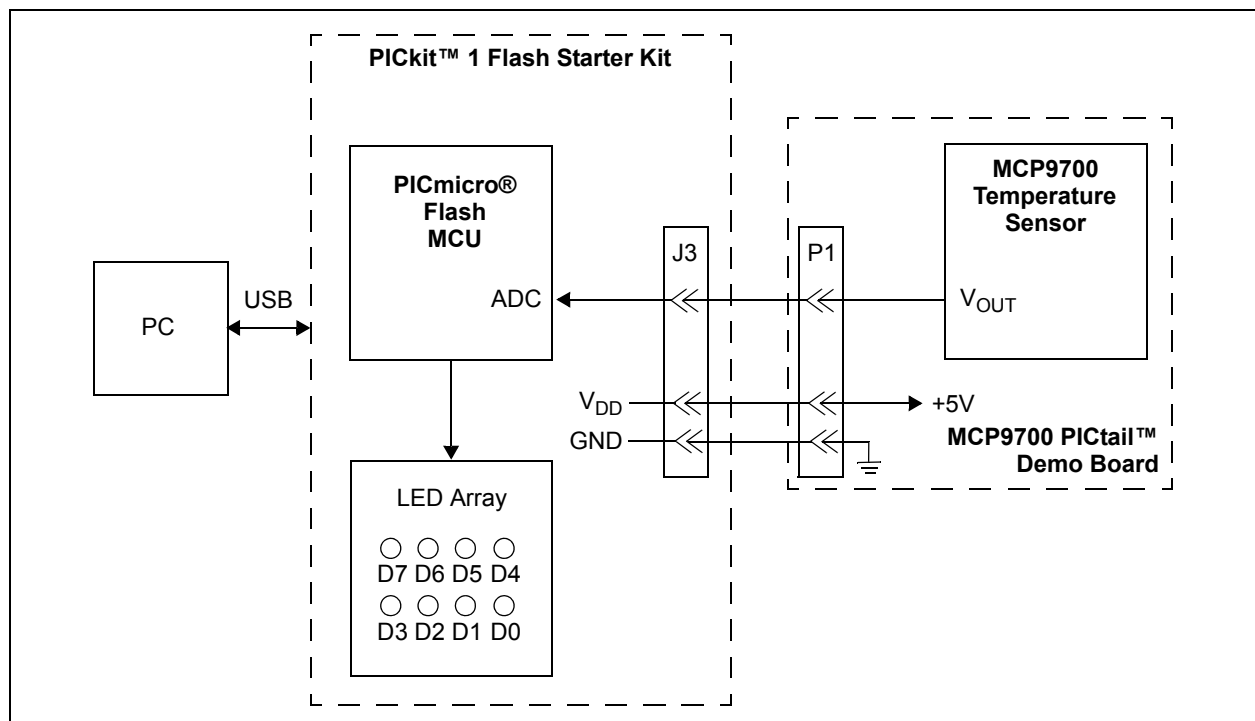 PICkit™ 1 Flash Starter Kit
PICmicro®
Flash
MCU
ADC
J3
P1
MCP9700
Temperature
Sensor
VOUT
PC
USB
VDD
GND
+5V
MCP9700 PICtail™
Demo Board
LED Array
D7 D6 D5 D4
D3 D2 D1 D0